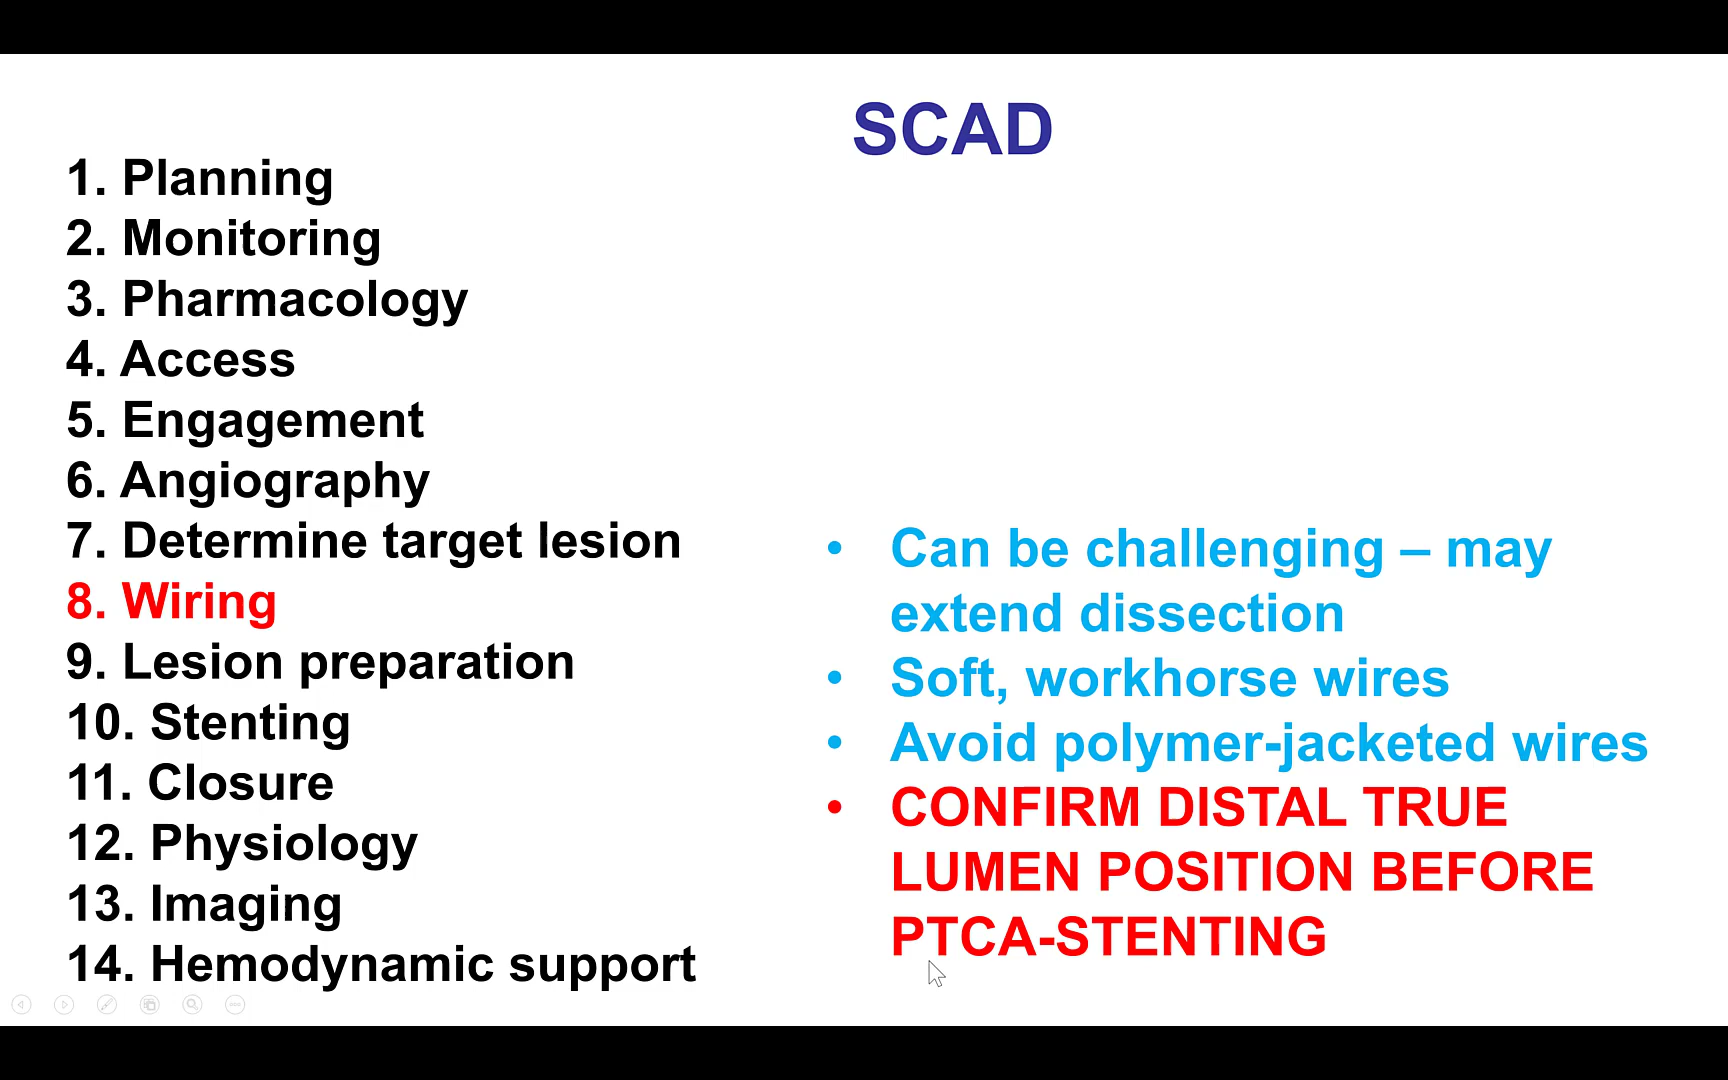 SCAD
1. Planning
2. Monitoring
3. Pharmacology
4. Access
5. Engagement
6. Angiography
7. Determine target lesion
8. Wiring
9. Lesion preparation
10. Stenting
11. Closure
12. Physiology
13. Imaging
14. Hemodynamic support
• Can be challenging – may
extend dissection
• Soft, workhorse wires
• Avoid polymer-jacketed wires
• CONFIRM DISTAL TRUE
LUMEN POSITION BEFORE
PTCA-STENTING